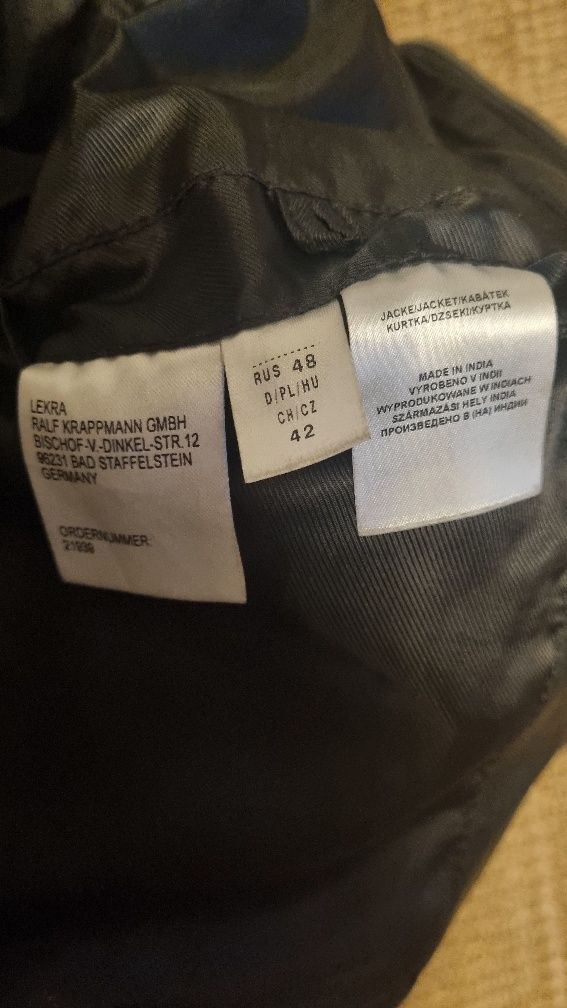 LEKRA
RALF KRAPPMANN GMBH
BISCHOF-V.-DINKEL-STR.12
96231 BAD STAFFELSTEIN
GERMANY
ORDERNUMMER:
21939
RUS 48
D/PL/HU
CH/CZ
42
JACKE/JACKET/KABÁTEK
KURTKA/DZSEKI/КУРТКА
MADE IN INDIA
VYROBENO V INDII
WYPRODUKOWANE W INDIACH
SZÁRMAZÁSI HELY INDIA
ПРОИЗВЕДЕНО В (НА) ИНДИИ